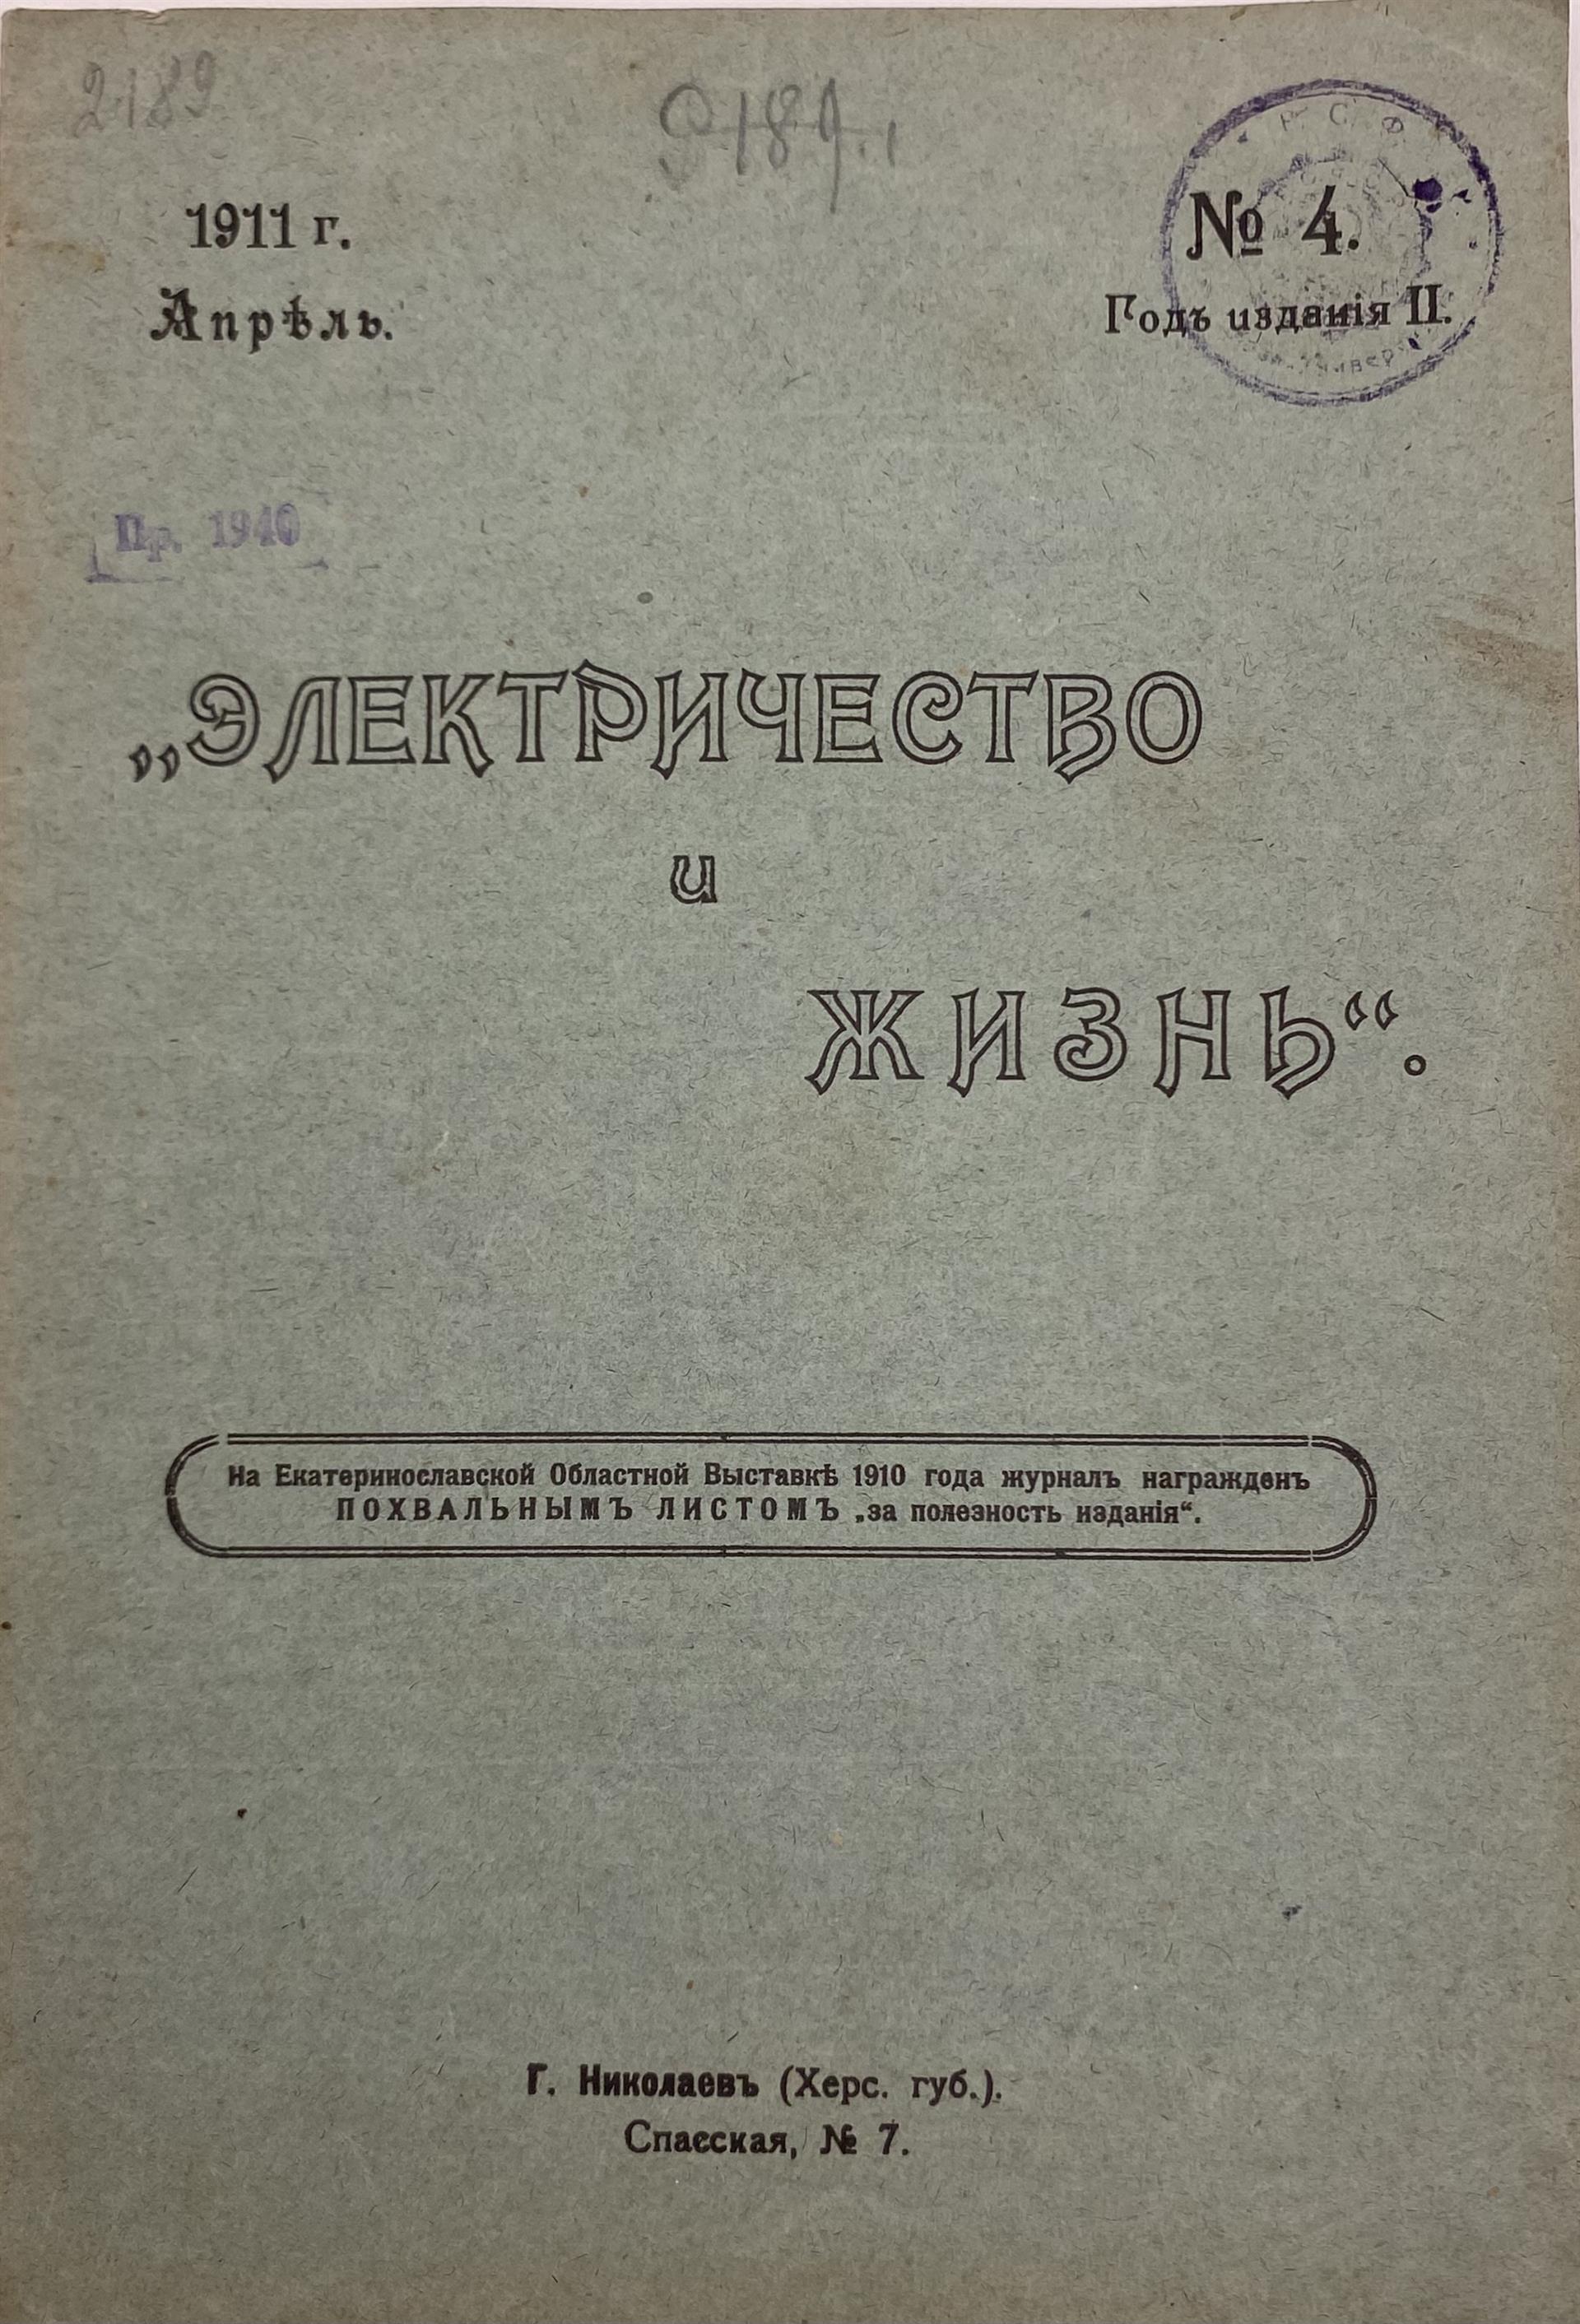 2189
9189.1
1911 г.
№ 4.
Апрѣль.
Годъ изданія II.
Пр. 1940
„ЭЛЕКТРИЧЕСТВО
и
ЖИЗНЬ“.
На Екатеринославской Областной Выставкѣ 1910 года журналъ награжденъ
ПОХВАЛЬНЫМЪ ЛИСТОМЪ „за полезность изданія“.
Г. Николаевъ (Херс. губ.).
Спасская, № 7.